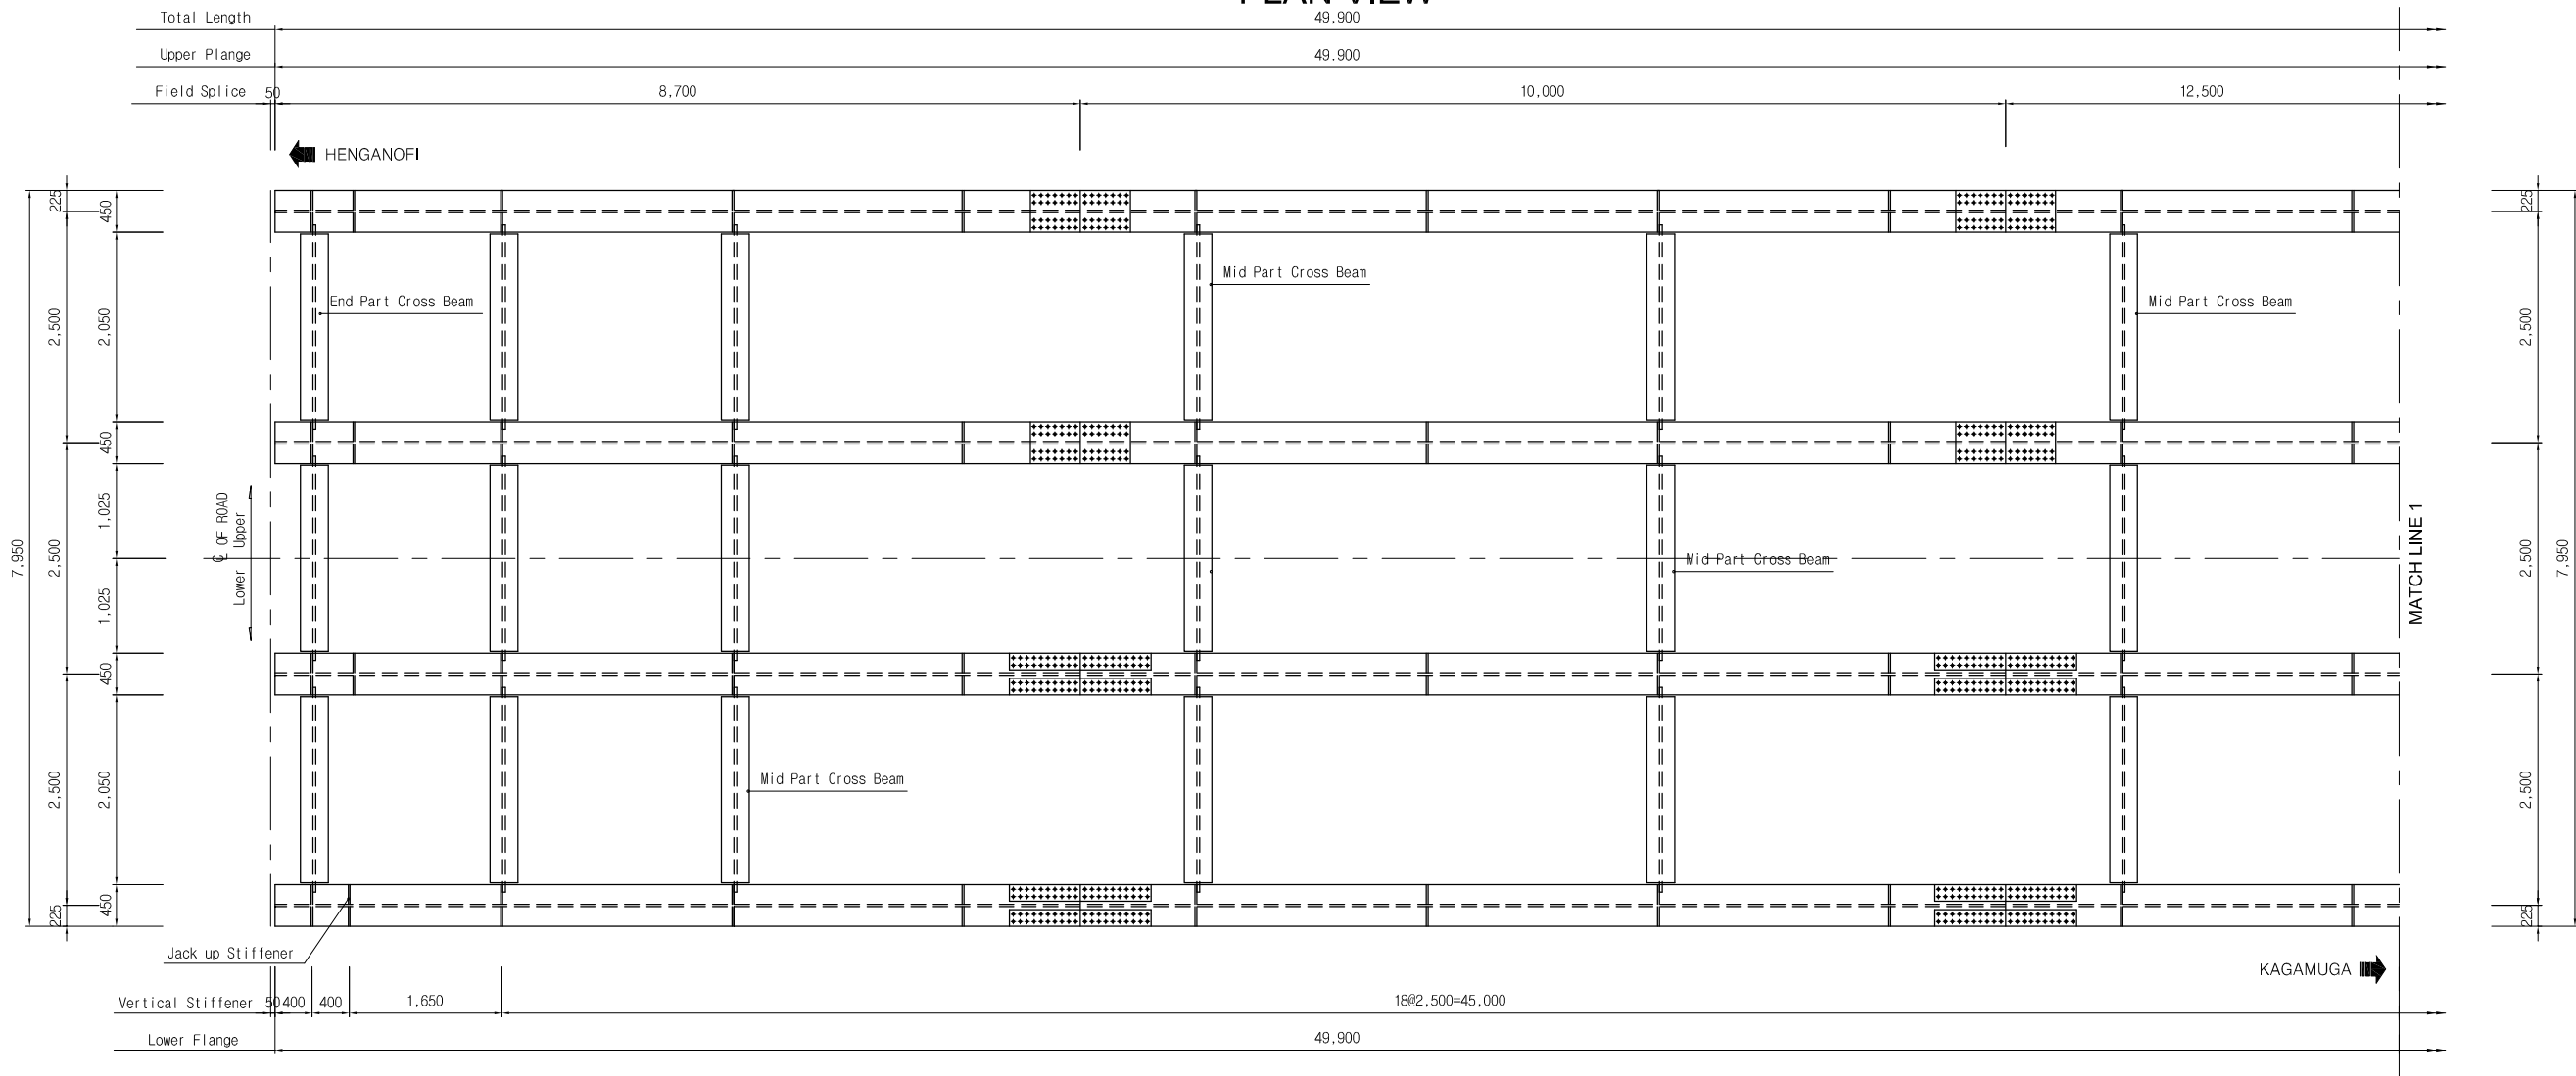 PLAN VIEW
Total Length 49,900
Upper Plange 49.900
Field Splice 50 8,700 10,000 12,500
HENGANOFI
225
450
225
Mid Part Cross Beam
End Part Cross Beam
Mid Part Cross Beam
2,500
2,050
2,500
450
1,025
℄ OF ROAD
Lower Upper
MATCH LINE 1
7,950
2,500
2,500
7,950
Mid Part Cross Beam
1,025
450
Mid Part Cross Beam
2,500
2,050
2,500
225
450
225
Jack up Stiffener
KAGAMUGA
Vertical Stiffener 50 400 400 1,650 18@2,500=45,000
Lower Flange 49,900